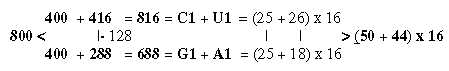 400 + 416 = 816 = C1 + U1 = (25 + 26) x 16
800 < |- 128 | | > (50 + 44) x 16
400 + 288 = 688 = G1 + A1 = (25 + 18) x 16